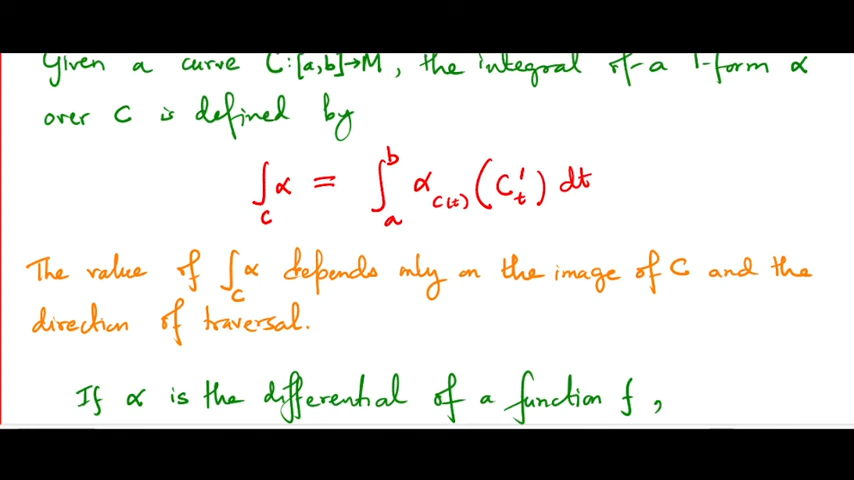 Given a curve C:[a,b]→M, the integral of a 1-form α
over C is defined by
∫_C α = ∫_a^b α_{C(t)} (C'_t) dt
The value of ∫_C α depends only on the image of C and the
direction of traversal.
If α is the differential of a function f,